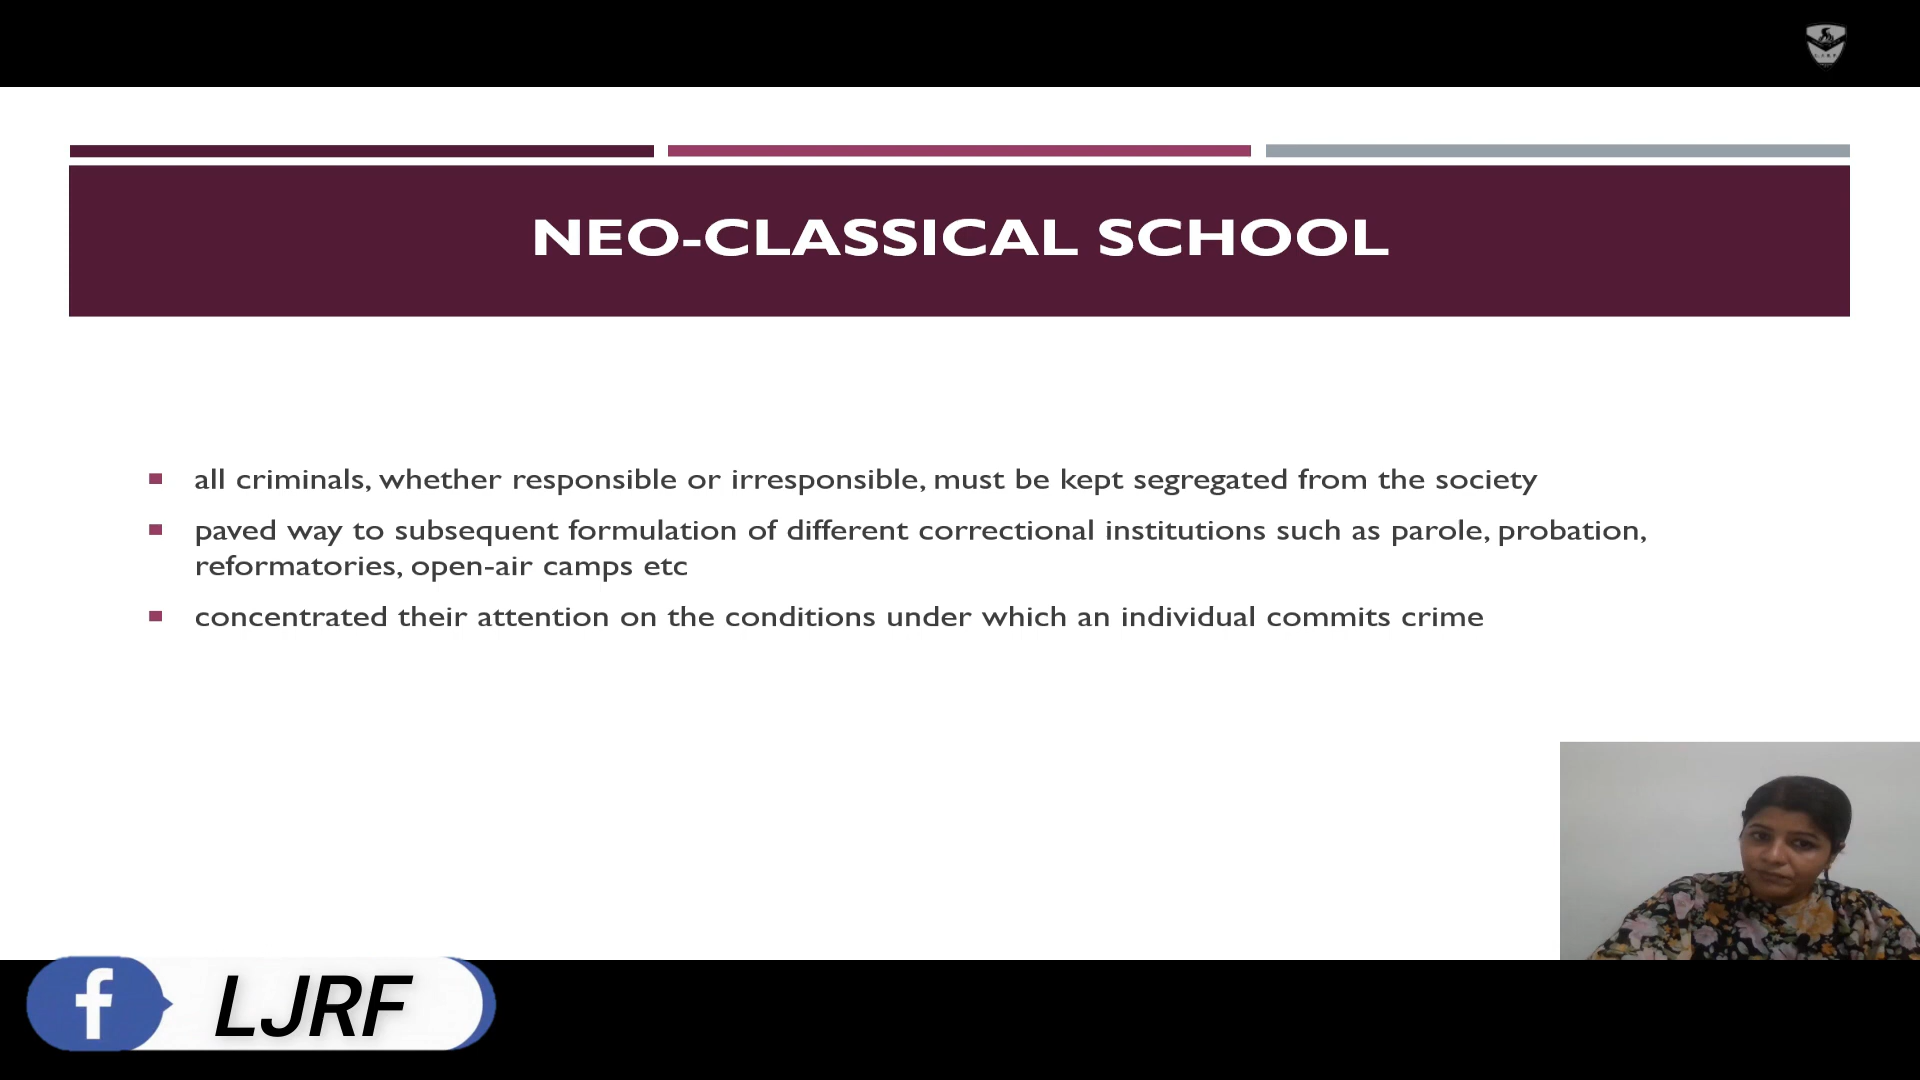 NEO-CLASSICAL SCHOOL
all criminals, whether responsible or irresponsible, must be kept segregated from the society
paved way to subsequent formulation of different correctional institutions such as parole, probation,
reformatories, open-air camps etc
concentrated their attention on the conditions under which an individual commits crime
f LJRF